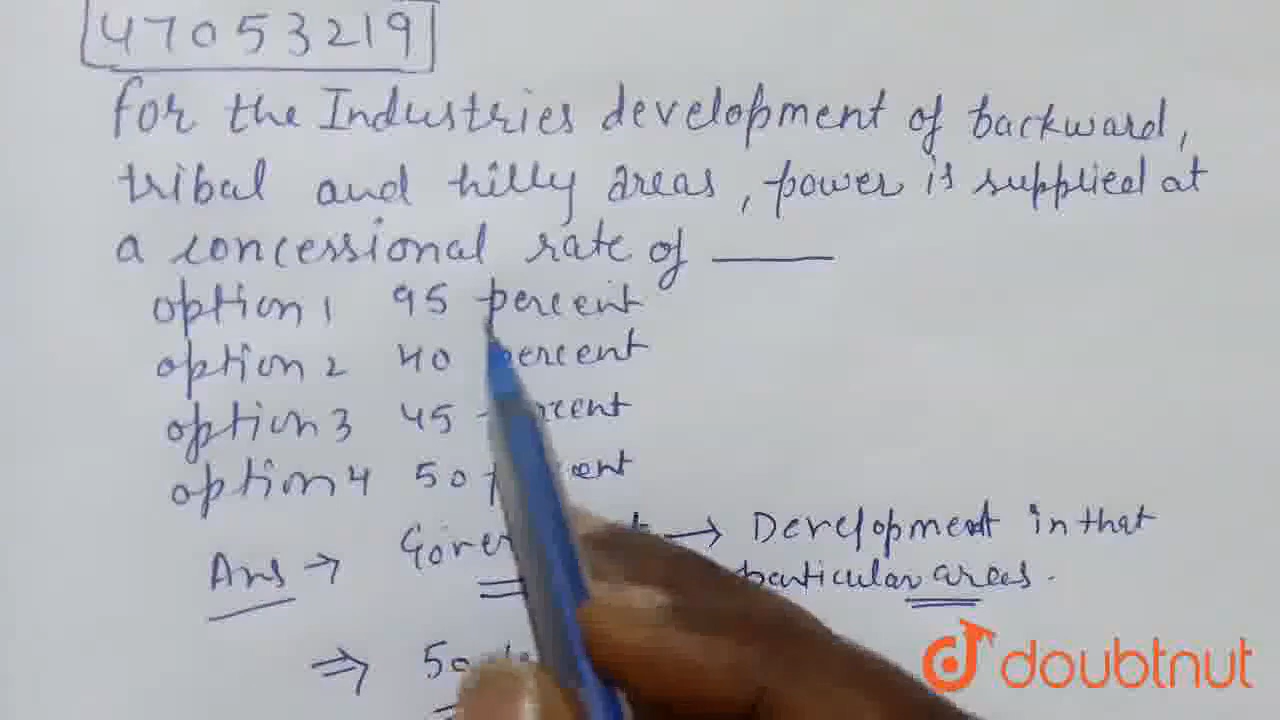 47053219
for the Industries development of backward,
tribal and hilly areas, power is supplied at
a concessional rate of
option 1 95 percent
option 2 40 percent
option 3 45
option 4 50
Ans → → Development in that
particular areas.
⇒ 50
doubtnut